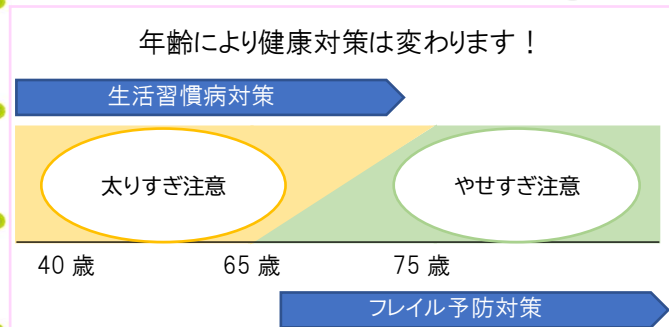 年齢により健康対策は変わります！
生活習慣病対策
太りすぎ注意
やせすぎ注意
40 歳
65 歳
75 歳
フレイル予防対策